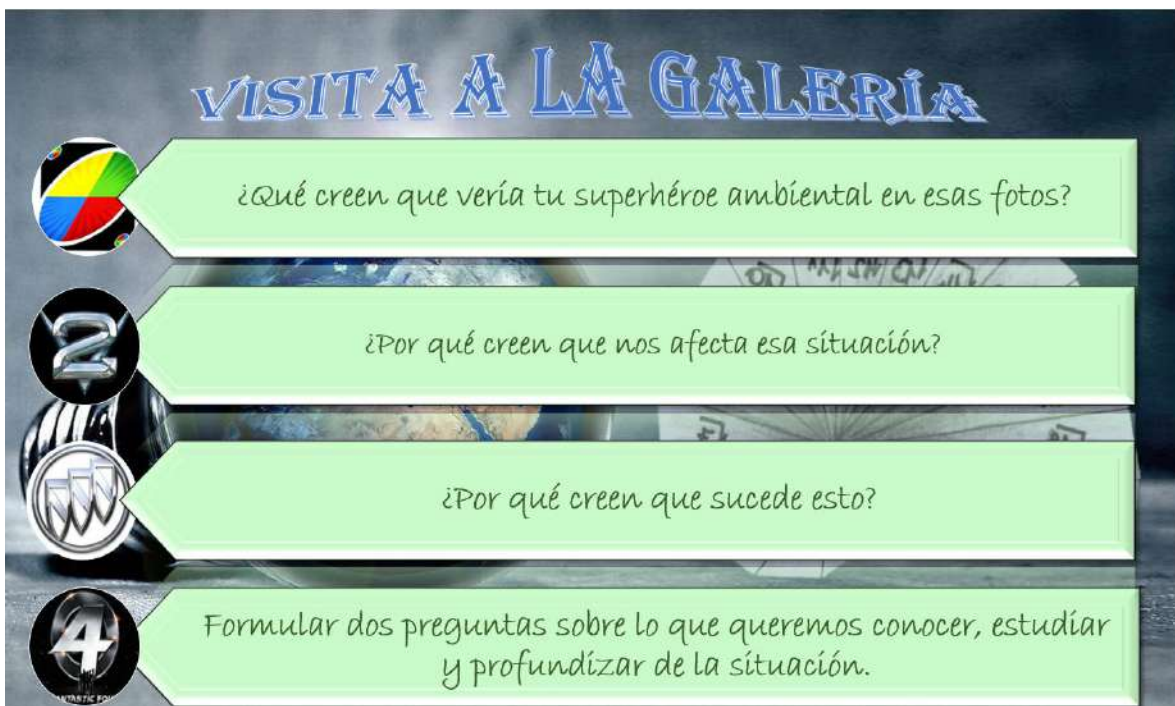 VISITA A LA GALERÍA
¿Qué creen que vería tu superhéroe ambiental en esas fotos?
2
¿Por qué creen que nos afecta esa situación?
¿Por qué creen que sucede esto?
4
Formular dos preguntas sobre lo que queremos conocer, estudiar
y profundizar de la situación.